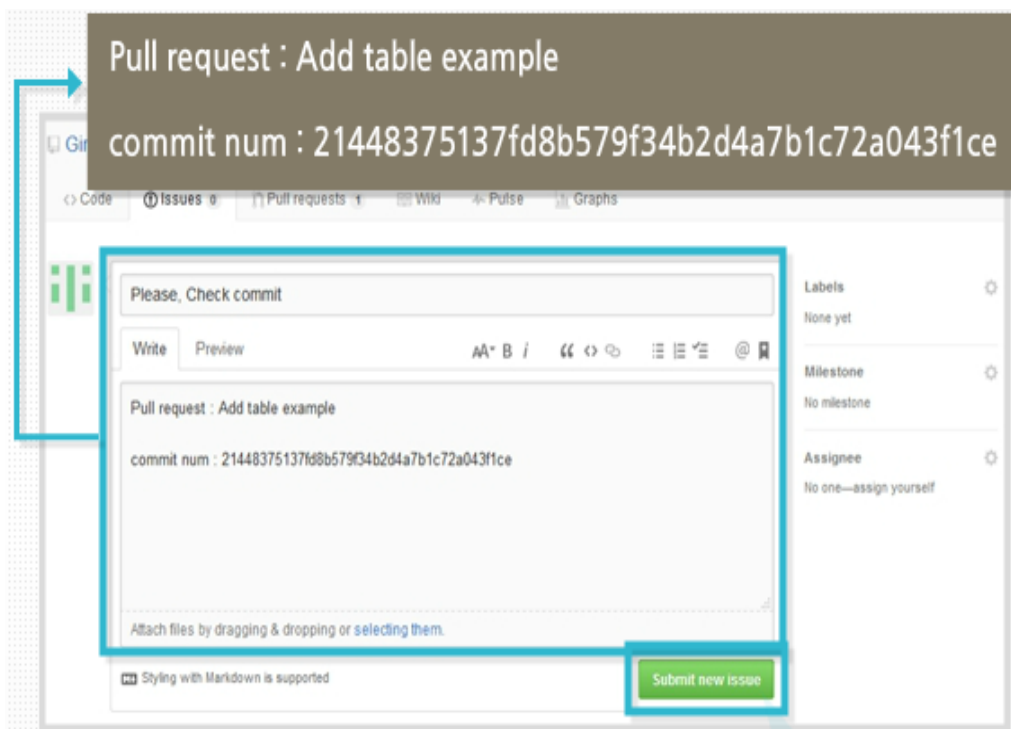 Pull request : Add table example
commit num : 21448375137fd8b579f34b2d4a7b1c72a043f1ce
Code Issues 0 Pull requests 1 Wiki Pulse Graphs
Please, Check commit
Write Preview
Pull request : Add table example
commit num : 21448375137fd8b579f34b2d4a7b1c72a043f1ce
Attach files by dragging & dropping or selecting them.
Styling with Markdown is supported
Submit new issue
Labels
None yet
Milestone
No milestone
Assignee
No one—assign yourself